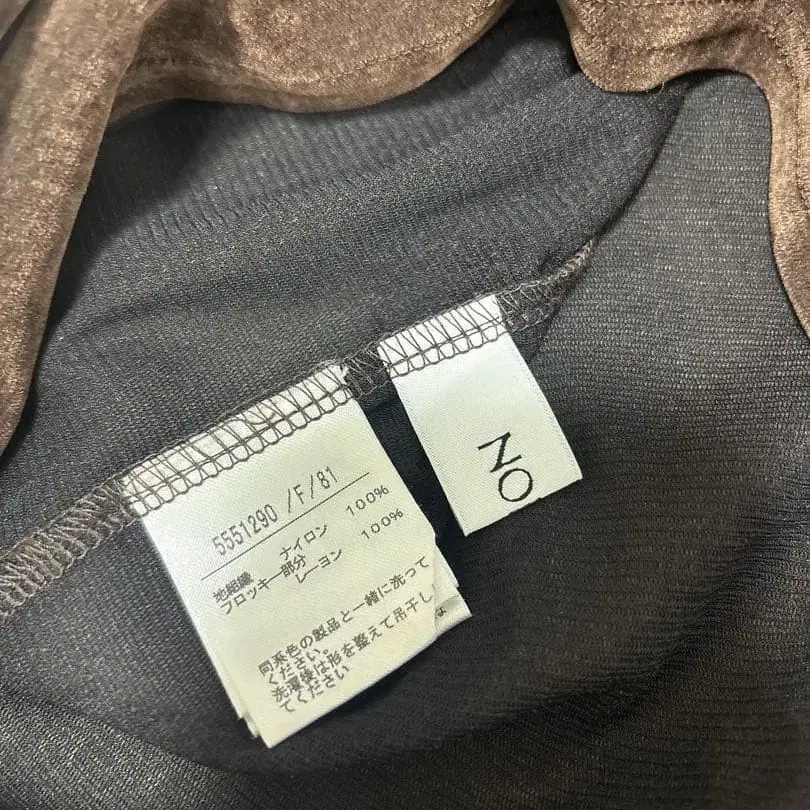 5551290 /F/81
地組織 ナイロン 100%
フロッキー部分 レーヨン 100%
同系色の製品と一緒に洗って
ください。
洗濯後は形を整えて吊干し
てください
NO